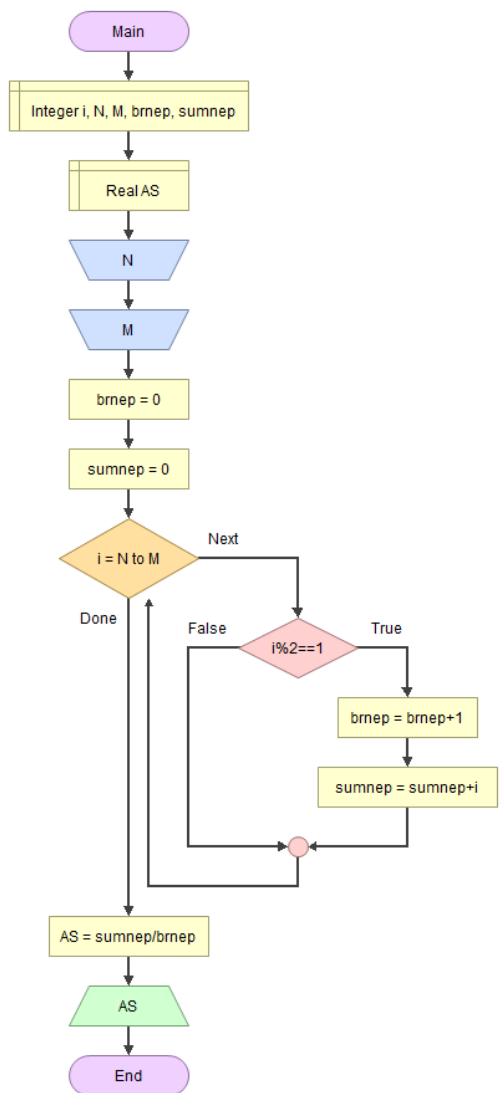 Main
Integer i, N, M, brnep, sumnep
Real AS
N
M
brnep = 0
sumnep = 0
i = N to M
Next
Done
False
True
i%2==1
brnep = brnep+1
sumnep = sumnep+i
AS = sumnep/brnep
AS
End